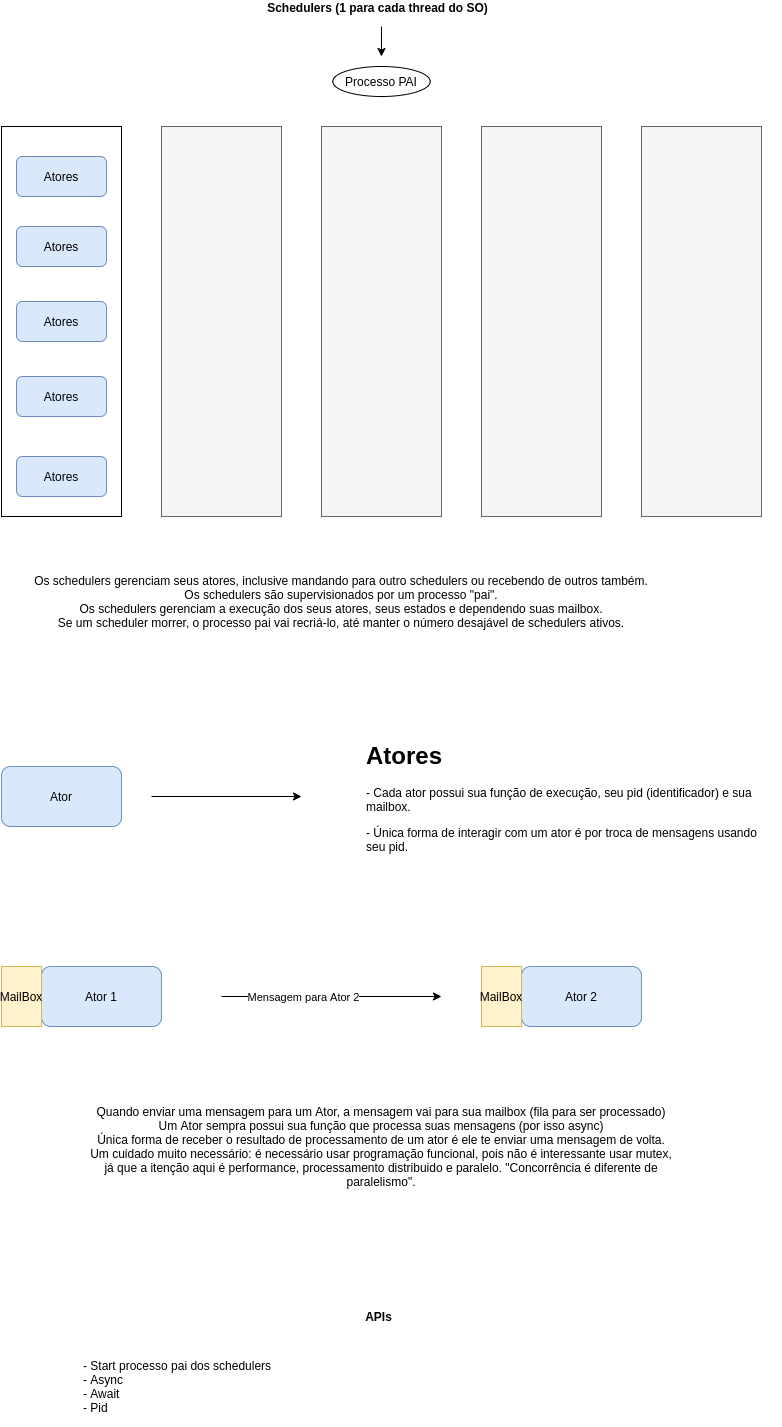 Schedulers (1 para cada thread do SO)
Processo PAI
Atores
Atores
Atores
Atores
Atores
Os schedulers gerenciam seus atores, inclusive mandando para outro schedulers ou recebendo de outros também.
Os schedulers são supervisionados por um processo "pai".
Os schedulers gerenciam a execução dos seus atores, seus estados e dependendo suas mailbox.
Se um scheduler morrer, o processo pai vai recriá-lo, até manter o número desajável de schedulers ativos.
Ator
Atores
- Cada ator possui sua função de execução, seu pid (identificador) e sua
mailbox.
- Única forma de interagir com um ator é por troca de mensagens usando
seu pid.
MailBox
Ator 1
Mensagem para Ator 2
MailBox
Ator 2
Quando enviar uma mensagem para um Ator, a mensagem vai para sua mailbox (fila para ser processado)
Um Ator sempra possui sua função que processa suas mensagens (por isso async)
Única forma de receber o resultado de processamento de um ator é ele te enviar uma mensagem de volta.
Um cuidado muito necessário: é necessário usar programação funcional, pois não é interessante usar mutex,
já que a itenção aqui é performance, processamento distribuido e paralelo. "Concorrência é diferente de
paralelismo".
APIs
- Start processo pai dos schedulers
- Async
- Await
- Pid